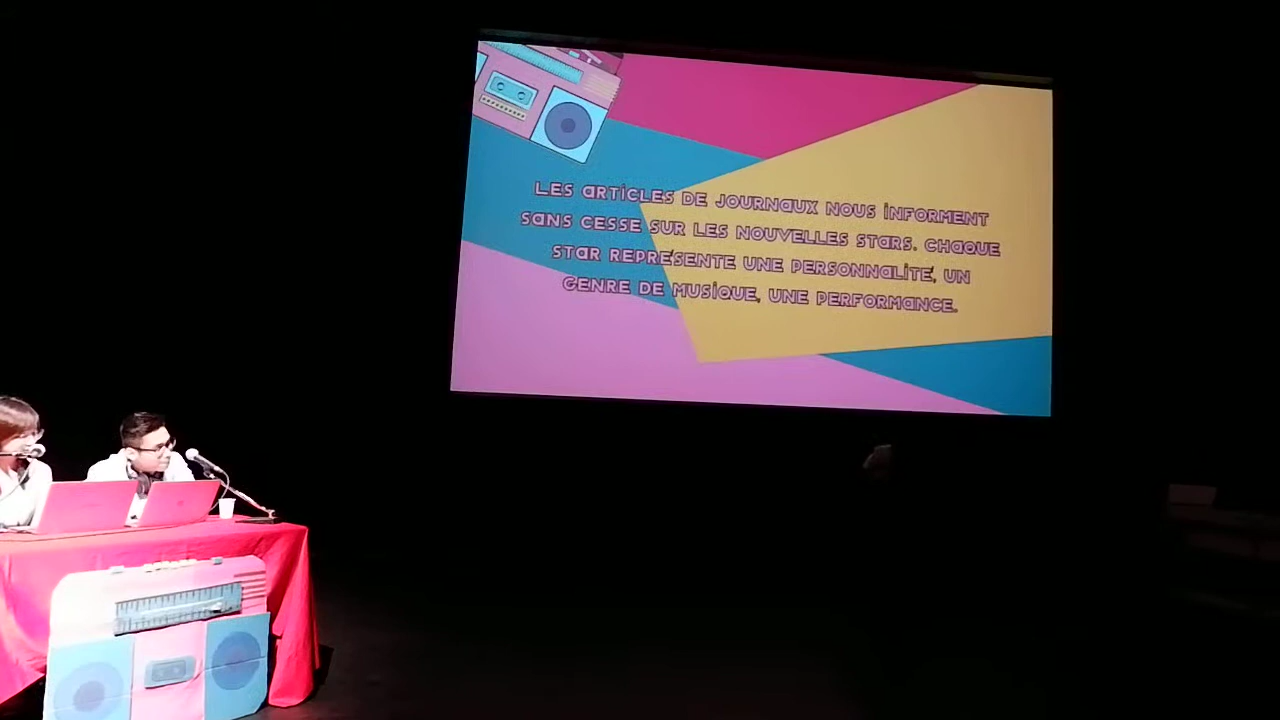 LES ARTICLES DE JOURNAUX NOUS INFORMENT
SANS CESSE SUR LES NOUVELLES STARS. CHAQUE
STAR REPRÉSENTE UNE PERSONNALITÉ, UN
GENRE DE MUSIQUE, UNE PERFORMANCE.